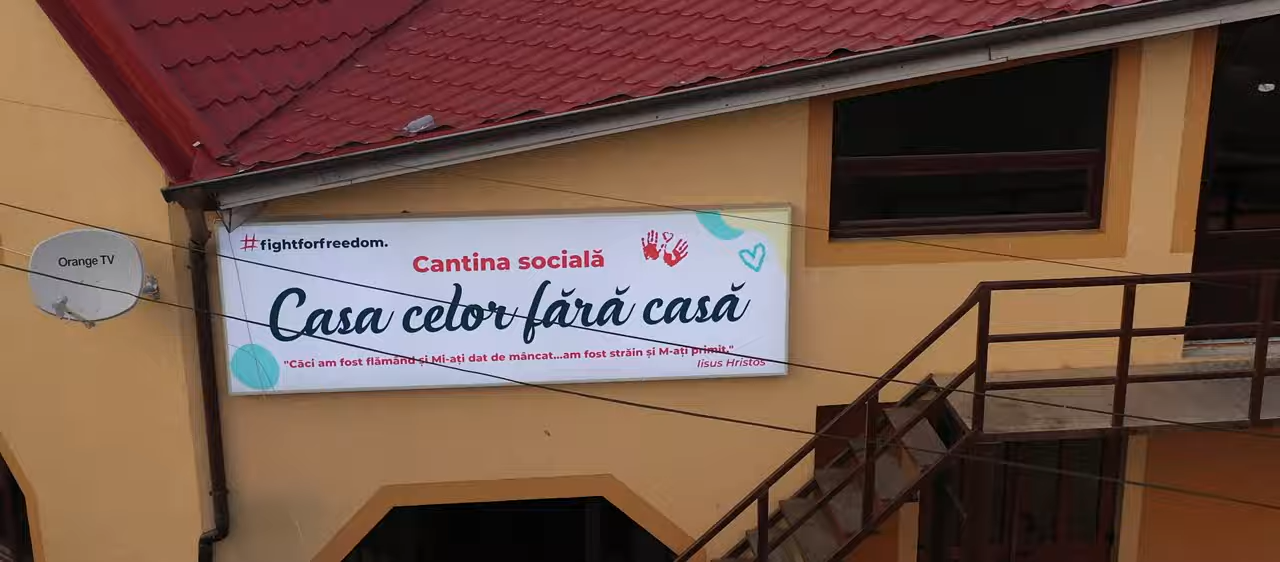 Orange TV
#fightforfreedom.
Cantina socială
Casa celor fără casă
"Căci am fost flămând și Mi-ați dat de mâncat...am fost străin și M-ați primit."
Iisus Hristos